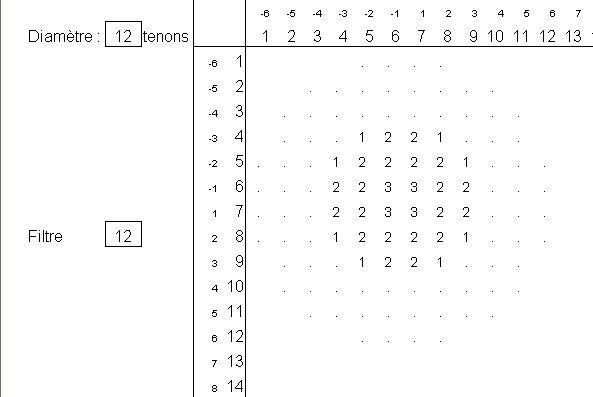 -6 -5 -4 -3 -2 -1 1 2 3 4 5 6 7
Diamètre : 12 tenons 1 2 3 4 5 6 7 8 9 10 11 12 13
-6 1 . . . .
-5 2 . . . . . . . .
-4 3 . . . . . . . . . .
-3 4 . . . 1 2 2 1 . . .
-2 5 . . . 1 2 2 2 2 1 . . .
-1 6 . . . 2 2 3 3 2 2 . . .
1 7 . . . 2 2 3 3 2 2 . . .
Filtre 12 2 8 . . . 1 2 2 2 2 1 . . .
3 9 . . . 1 2 2 1 . . .
4 10 . . . . . . . . . .
5 11 . . . . . . . .
6 12 . . . .
7 13
8 14